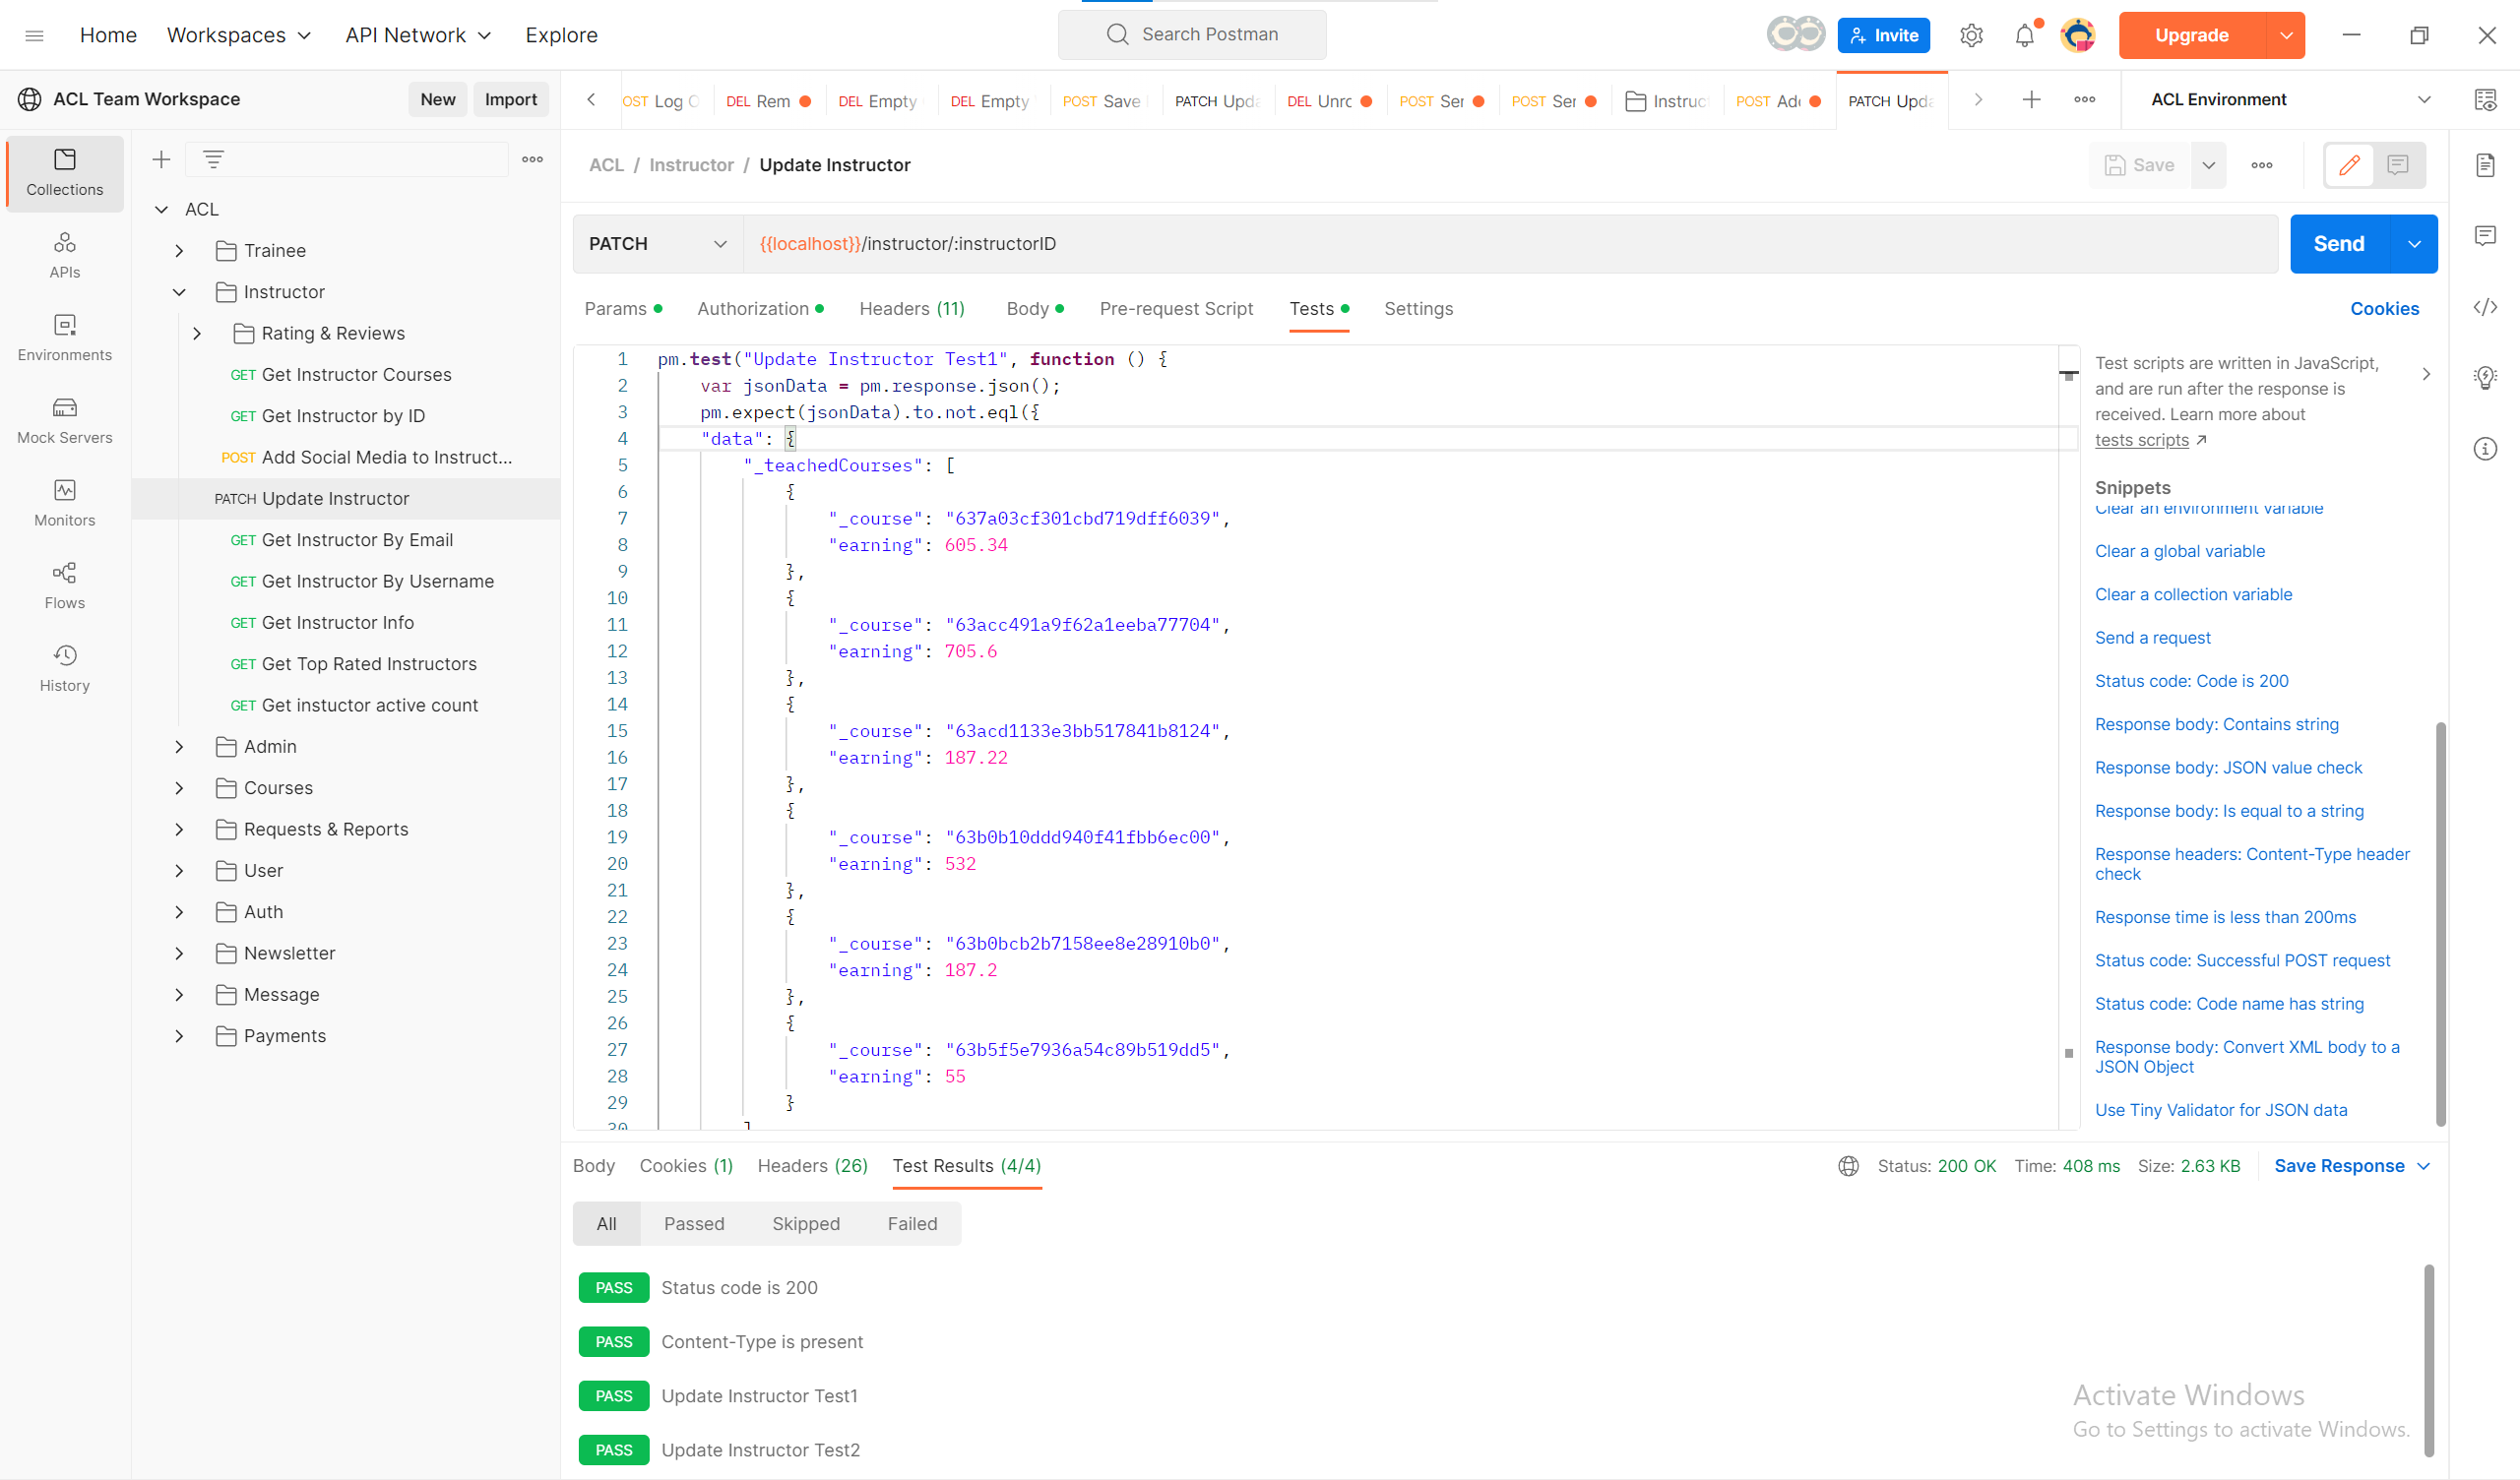 Home Workspaces API Network Explore Search Postman Invite Upgrade
ACL Team Workspace New Import
OST Log DEL Rem DEL Empty DEL Empty POST Save PATCH Upda DEL Unro POST Ser POST Ser Instruc POST Ad PATCH Upda ACL Environment
Collections
APIs
Environments
Mock Servers
Monitors
Flows
History
ACL
Trainee
Instructor
Rating & Reviews
GET Get Instructor Courses
GET Get Instructor by ID
POST Add Social Media to Instruct...
PATCH Update Instructor
GET Get Instructor By Email
GET Get Instructor By Username
GET Get Instructor Info
GET Get Top Rated Instructors
GET Get instuctor active count
Admin
Courses
Requests & Reports
User
Auth
Newsletter
Message
Payments
ACL / Instructor / Update Instructor Save
PATCH {{localhost}}/instructor/:instructorID Send
Params Authorization Headers (11) Body Pre-request Script Tests Settings Cookies
1 pm.test("Update Instructor Test1", function () {
2 var jsonData = pm.response.json();
3 pm.expect(jsonData).to.not.eql({
4 "data": {
5 "_teachedCourses": [
6 {
7 "_course": "637a03cf301cbd719dff6039",
8 "earning": 605.34
9 },
10 {
11 "_course": "63acc491a9f62a1eeba77704",
12 "earning": 705.6
13 },
14 {
15 "_course": "63acd1133e3bb517841b8124",
16 "earning": 187.22
17 },
18 {
19 "_course": "63b0b10ddd940f41fbb6ec00",
20 "earning": 532
21 },
22 {
23 "_course": "63b0bcb2b7158ee8e28910b0",
24 "earning": 187.2
25 },
26 {
27 "_course": "63b5f5e7936a54c89b519dd5",
28 "earning": 55
29 }
30 ]
Test scripts are written in JavaScript,
and are run after the response is
received. Learn more about
tests scripts
Snippets
Clear an environment variable
Clear a global variable
Clear a collection variable
Send a request
Status code: Code is 200
Response body: Contains string
Response body: JSON value check
Response body: Is equal to a string
Response headers: Content-Type header
check
Response time is less than 200ms
Status code: Successful POST request
Status code: Code name has string
Response body: Convert XML body to a
JSON Object
Use Tiny Validator for JSON data
Body Cookies (1) Headers (26) Test Results (4/4) Status: 200 OK Time: 408 ms Size: 2.63 KB Save Response
All Passed Skipped Failed
PASS Status code is 200
PASS Content-Type is present
PASS Update Instructor Test1
PASS Update Instructor Test2
Activate Windows
Go to Settings to activate Windows.